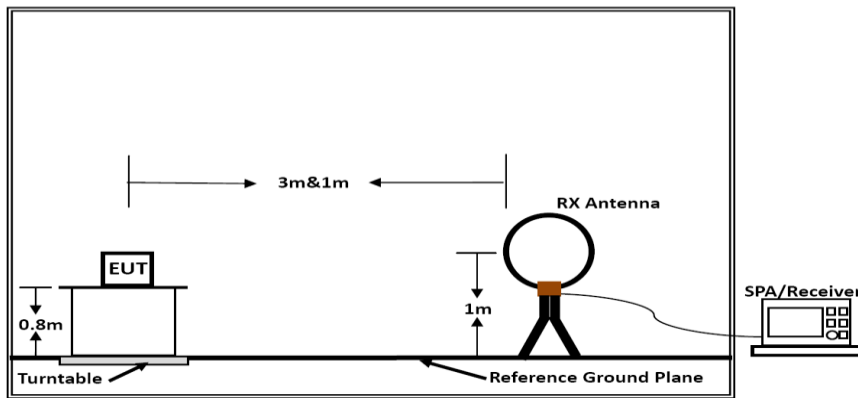 3m&1m
RX Antenna
EUT
SPA/Receiver
0.8m
1m
Turntable
Reference Ground Plane